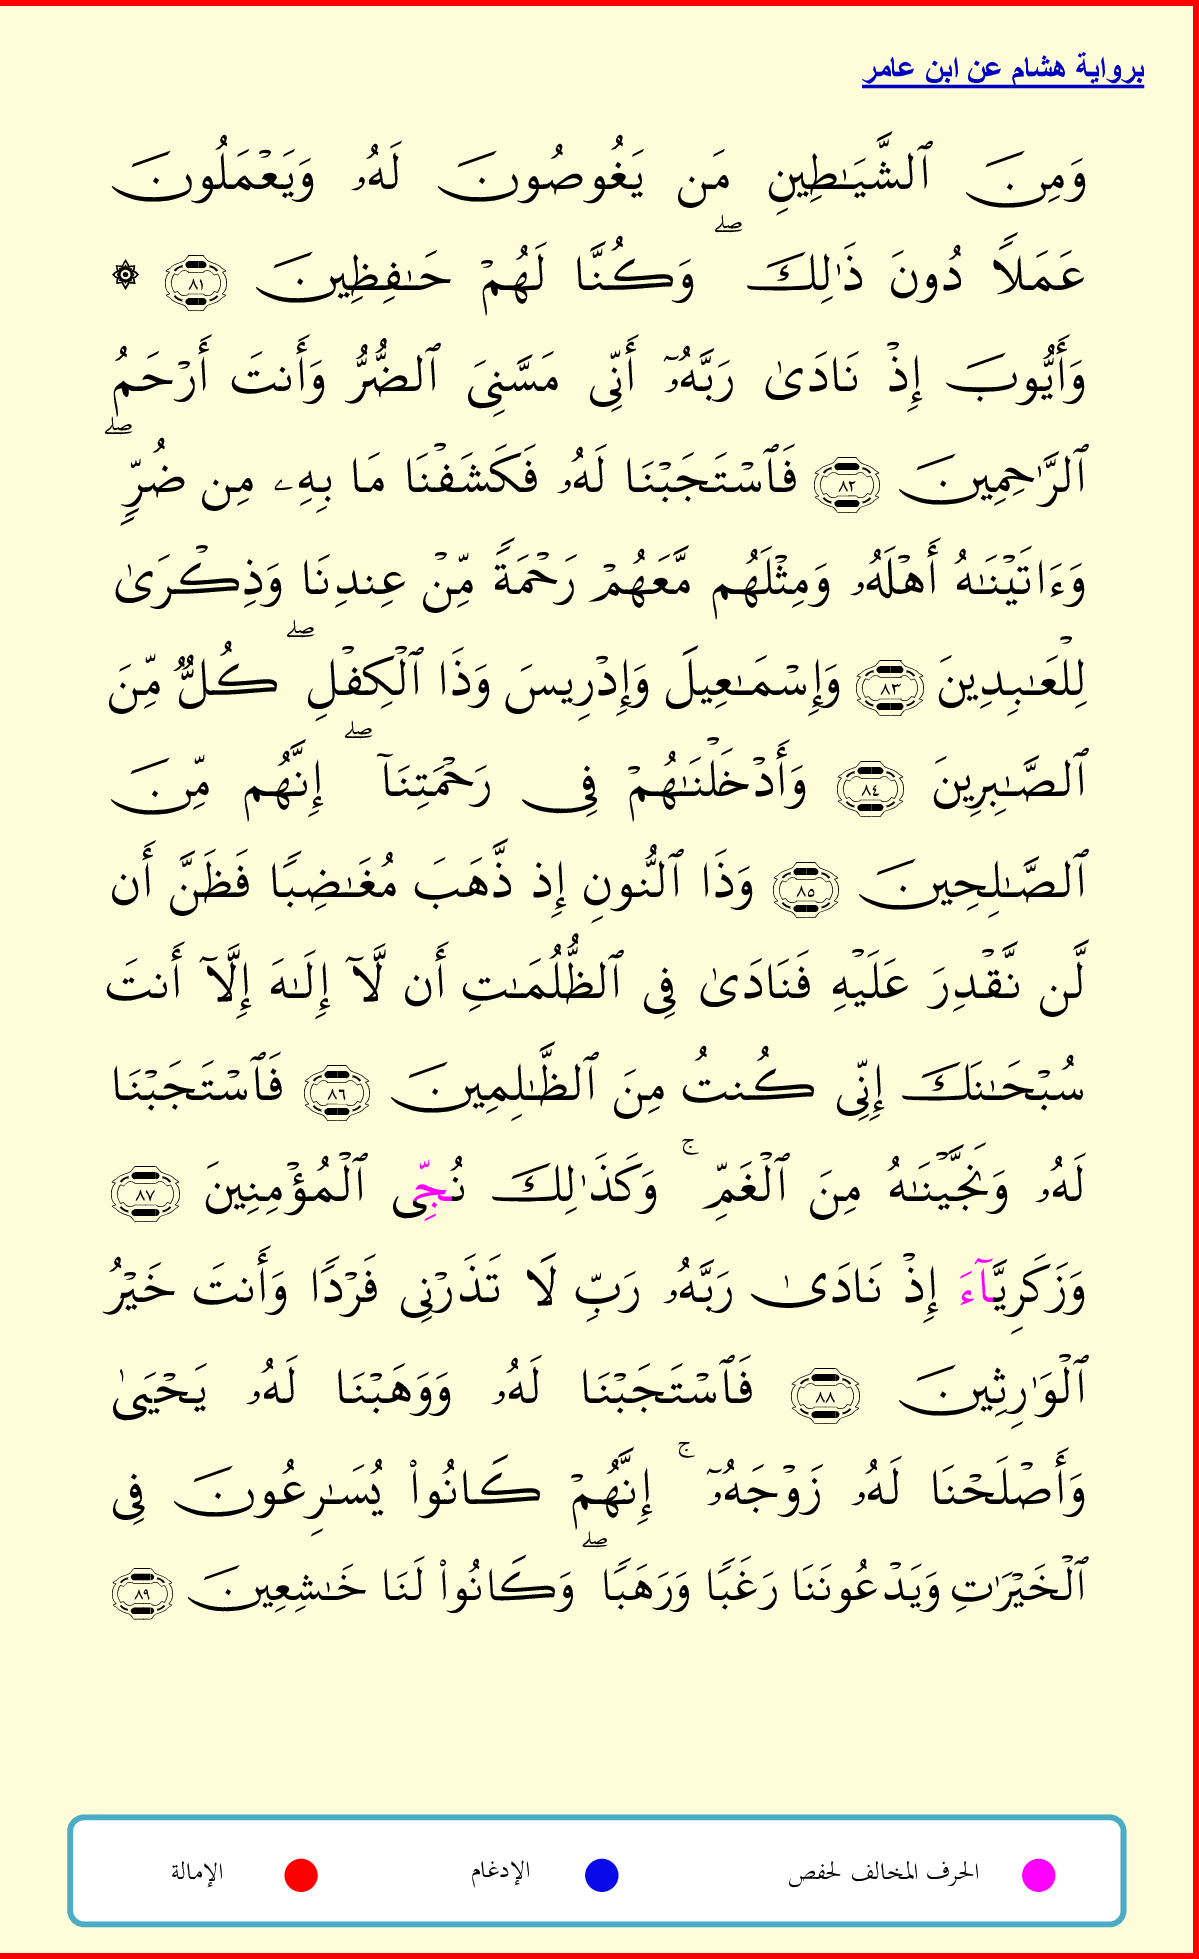 برواية هشام عن ابن عامر
وَمِنَ ٱلشَّيَـٰطِينِ مَن يَغُوصُونَ لَهُۥ وَيَعْمَلُونَ
عَمَلاً دُونَ ذَٰلِكَ ۖ وَكُنَّا لَهُمْ حَـٰفِظِينَ ٨١ ۞
وَأَيُّوبَ إِذْ نَادَىٰ رَبَّهُۥٓ أَنِّى مَسَّنِىَ ٱلضُّرُّ وَأَنتَ أَرْحَمُ
ٱلرَّٰحِمِينَ ٨٢ فَٱسْتَجَبْنَا لَهُۥ فَكَشَفْنَا مَا بِهِۦ مِن ضُرٍّ ۖ
وَءَاتَيْنَـٰهُ أَهْلَهُۥ وَمِثْلَهُم مَّعَهُمْ رَحْمَةً مِّنْ عِندِنَا وَذِكْرَىٰ
لِلْعَـٰبِدِينَ ٨٣ وَإِسْمَـٰعِيلَ وَإِدْرِيسَ وَذَا ٱلْكِفْلِ ۖ كُلٌّ مِّنَ
ٱلصَّـٰبِرِينَ ٨٤ وَأَدْخَلْنَـٰهُمْ فِى رَحْمَتِنَآ ۖ إِنَّهُم مِّنَ
ٱلصَّـٰلِحِينَ ٨٥ وَذَا ٱلنُّونِ إِذ ذَّهَبَ مُغَـٰضِبًا فَظَنَّ أَن
لَّن نَّقْدِرَ عَلَيْهِ فَنَادَىٰ فِى ٱلظُّلُمَـٰتِ أَن لَّآ إِلَـٰهَ إِلَّآ أَنتَ
سُبْحَـٰنَكَ إِنِّى كُنتُ مِنَ ٱلظَّـٰلِمِينَ ٨٦ فَٱسْتَجَبْنَا
لَهُۥ وَنَجَّيْنَـٰهُ مِنَ ٱلْغَمِّ ۚ وَكَذَٰلِكَ نُجِّى ٱلْمُؤْمِنِينَ ٨٧
وَزَكَرِيَّآءَ إِذْ نَادَىٰ رَبَّهُۥ رَبِّ لَا تَذَرْنِى فَرْدًا وَأَنتَ خَيْرُ
ٱلْوَٰرِثِينَ ٨٨ فَٱسْتَجَبْنَا لَهُۥ وَوَهَبْنَا لَهُۥ يَحْيَىٰ
وَأَصْلَحْنَا لَهُۥ زَوْجَهُۥٓ ۚ إِنَّهُمْ كَانُوا۟ يُسَـٰرِعُونَ فِى
ٱلْخَيْرَٰتِ وَيَدْعُونَنَا رَغَبًا وَرَهَبًا ۖ وَكَانُوا۟ لَنَا خَـٰشِعِينَ ٨٩
الحرف المخالف لحفص الإدغام الإمالة